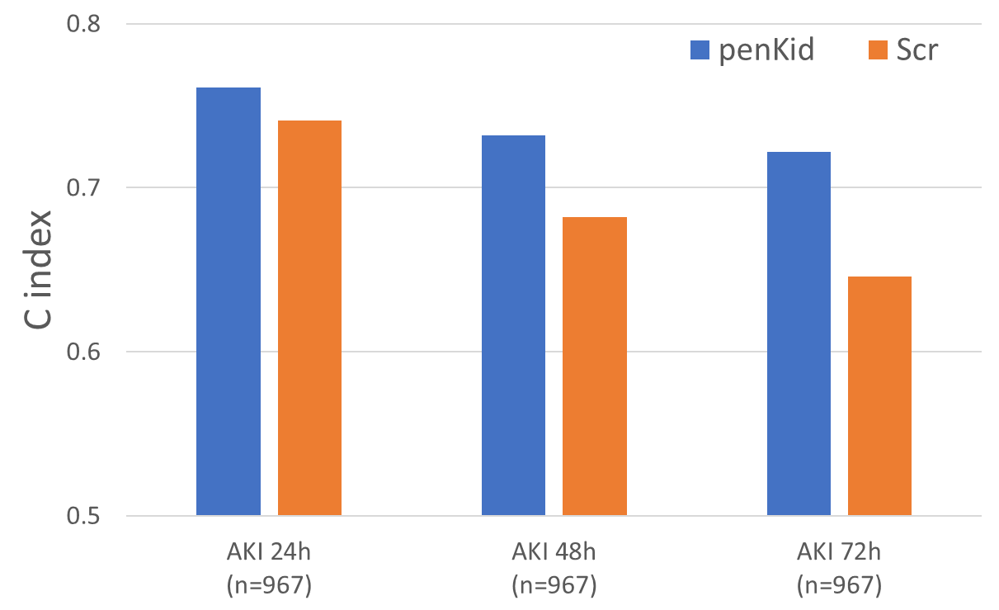 0.8
penKid
Scr
0.7
C index
0.6
0.5
AKI 24h
(n=967)
AKI 48h
(n=967)
AKI 72h
(n=967)